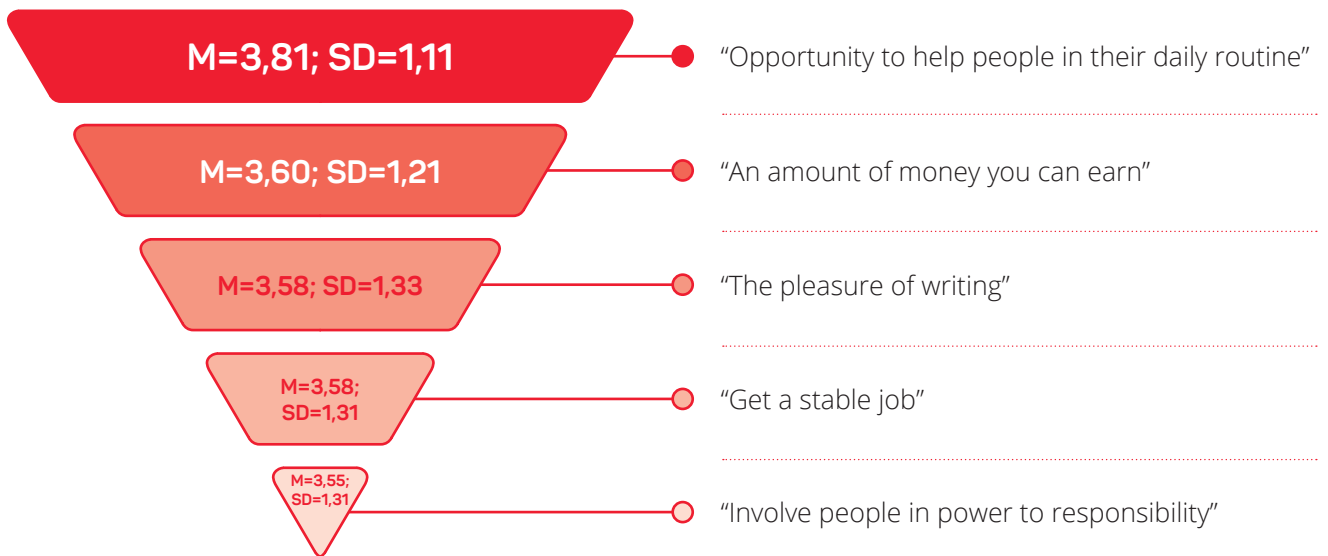 M=3,81; SD=1,11
“Opportunity to help people in their daily routine”
M=3,60; SD=1,21
“An amount of money you can earn”
M=3,58; SD=1,33
“The pleasure of writing”
M=3,58;
SD=1,31
“Get a stable job”
M=3,55;
SD=1,31
“Involve people in power to responsibility”